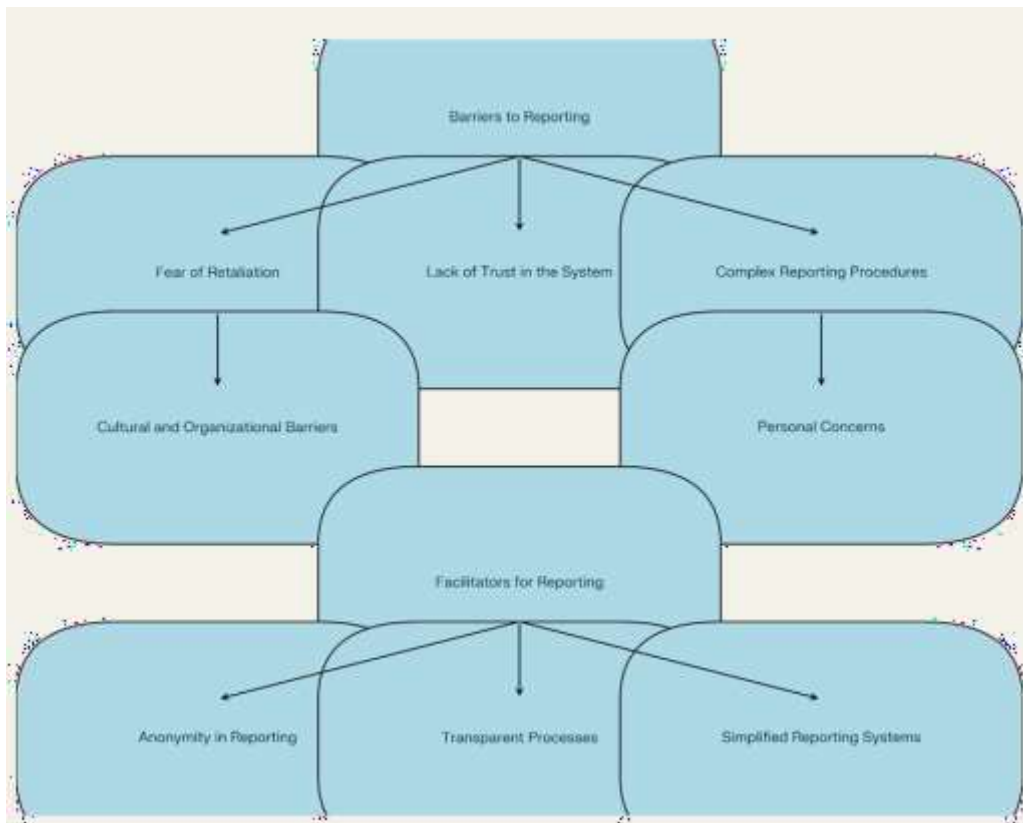 Barriers to Reporting
Fear of Retaliation
Lack of Trust in the System
Complex Reporting Procedures
Cultural and Organizational Barriers
Personal Concerns
Facilitators for Reporting
Anonymity in Reporting
Transparent Processes
Simplified Reporting Systems